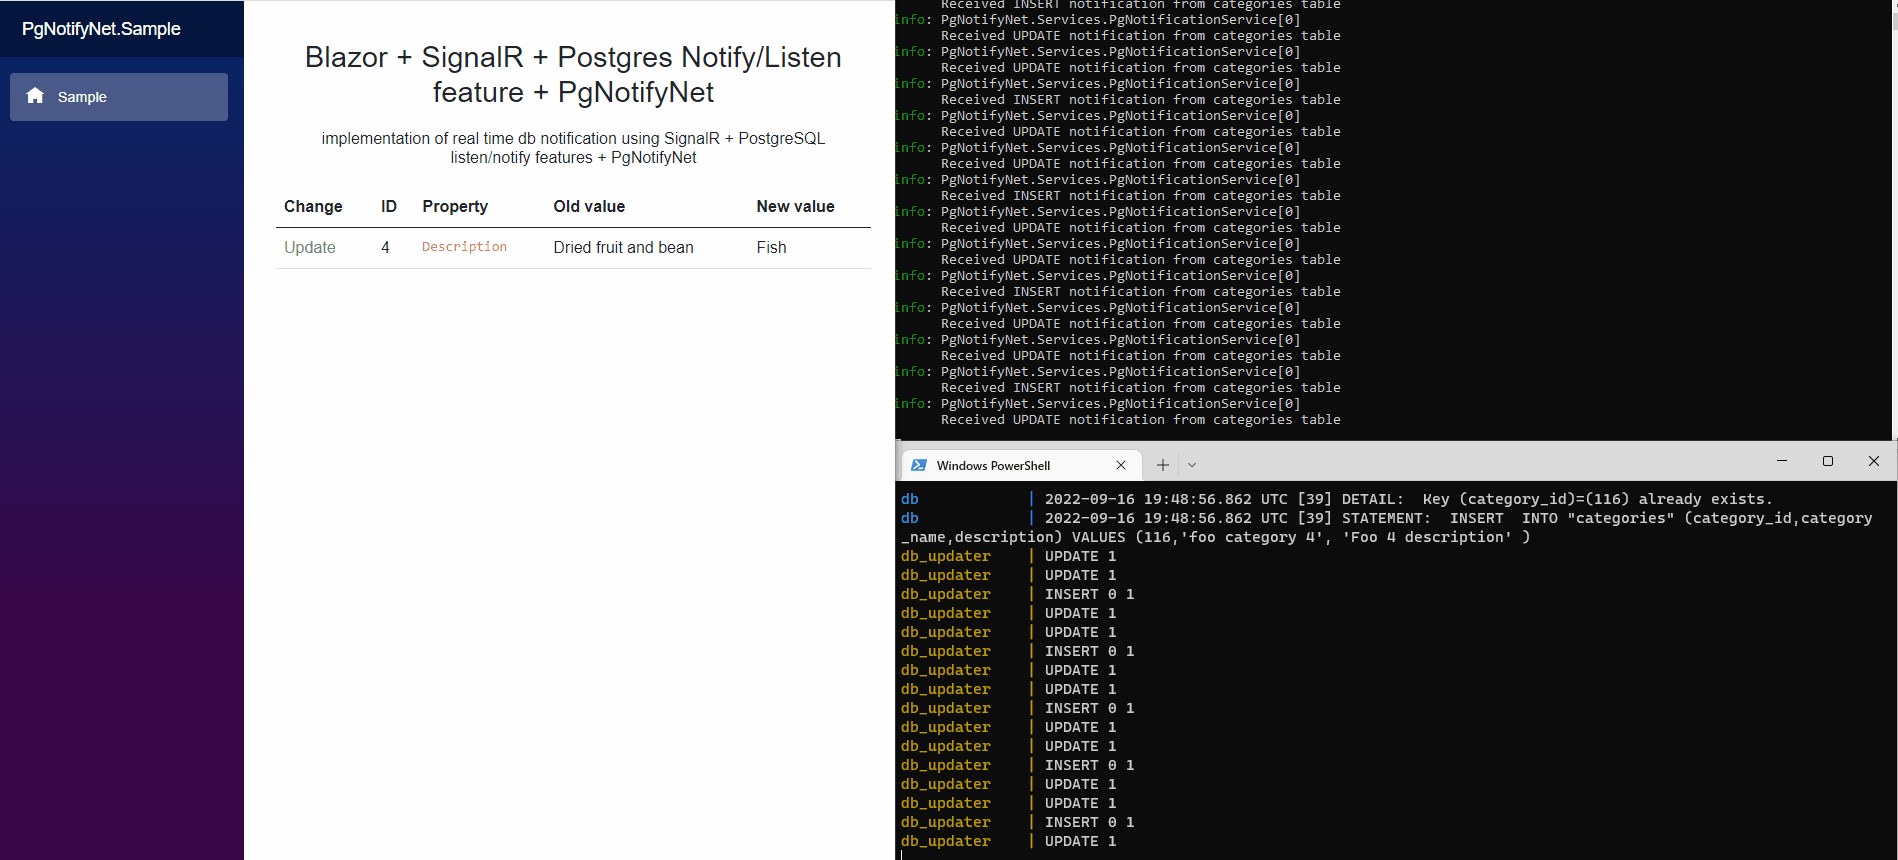 PgNotifyNet.Sample
Sample
Blazor + SignalR + Postgres Notify/Listen
feature + PgNotifyNet
implementation of real time db notification using SignalR + PostgreSQL
listen/notify features + PgNotifyNet
Change ID Property Old value New value
Update 4 Description Dried fruit and bean Fish
Received INSERT notification from categories table
info: PgNotifyNet.Services.PgNotificationService[0]
Received UPDATE notification from categories table
info: PgNotifyNet.Services.PgNotificationService[0]
Received UPDATE notification from categories table
info: PgNotifyNet.Services.PgNotificationService[0]
Received INSERT notification from categories table
info: PgNotifyNet.Services.PgNotificationService[0]
Received UPDATE notification from categories table
info: PgNotifyNet.Services.PgNotificationService[0]
Received UPDATE notification from categories table
info: PgNotifyNet.Services.PgNotificationService[0]
Received INSERT notification from categories table
info: PgNotifyNet.Services.PgNotificationService[0]
Received UPDATE notification from categories table
info: PgNotifyNet.Services.PgNotificationService[0]
Received UPDATE notification from categories table
info: PgNotifyNet.Services.PgNotificationService[0]
Received INSERT notification from categories table
info: PgNotifyNet.Services.PgNotificationService[0]
Received UPDATE notification from categories table
info: PgNotifyNet.Services.PgNotificationService[0]
Received UPDATE notification from categories table
info: PgNotifyNet.Services.PgNotificationService[0]
Received INSERT notification from categories table
info: PgNotifyNet.Services.PgNotificationService[0]
Received UPDATE notification from categories table
Windows PowerShell
db | 2022-09-16 19:48:56.862 UTC [39] DETAIL:  Key (category_id)=(116) already exists.
db | 2022-09-16 19:48:56.862 UTC [39] STATEMENT:  INSERT  INTO "categories" (category_id,category
_name,description) VALUES (116,'foo category 4', 'Foo 4 description' )
db_updater | UPDATE 1
db_updater | UPDATE 1
db_updater | INSERT 0 1
db_updater | UPDATE 1
db_updater | UPDATE 1
db_updater | INSERT 0 1
db_updater | UPDATE 1
db_updater | UPDATE 1
db_updater | INSERT 0 1
db_updater | UPDATE 1
db_updater | UPDATE 1
db_updater | INSERT 0 1
db_updater | UPDATE 1
db_updater | UPDATE 1
db_updater | INSERT 0 1
db_updater | UPDATE 1